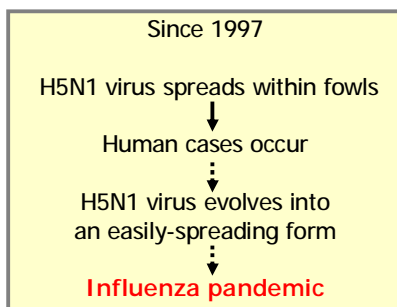 Since 1997
H5N1 virus spreads within fowls
Human cases occur
H5N1 virus evolves into
an easily-spreading form
Influenza pandemic